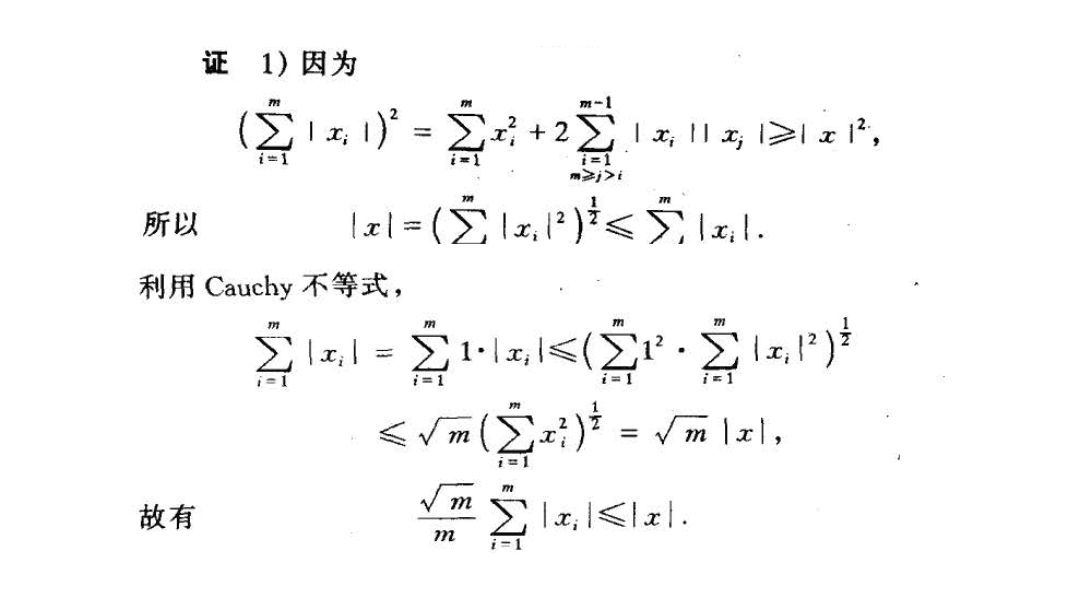 证 1) 因为
$\left(\sum_{i=1}^{m} |x_i|\right)^2 = \sum_{i=1}^{m} x_i^2 + 2\sum_{\substack{i=1 \\ m \geqslant j > i}}^{m-1} |x_i||x_j| \geqslant |x|^2,$
所以 $|x| = \left(\sum^{m} |x_i|^2\right)^{\frac{1}{2}} \leqslant \sum^{m} |x_i|.$
利用 Cauchy 不等式，
$\sum_{i=1}^{m} |x_i| = \sum_{i=1}^{m} 1 \cdot |x_i| \leqslant \left(\sum_{i=1}^{m} 1^2 \cdot \sum_{i=1}^{m} |x_i|^2\right)^{\frac{1}{2}}$
$\leqslant \sqrt{m} \left(\sum_{i=1}^{m} x_i^2\right)^{\frac{1}{2}} = \sqrt{m} \, |x|,$
故有 $\frac{\sqrt{m}}{m} \sum_{i=1}^{m} |x_i| \leqslant |x|.$